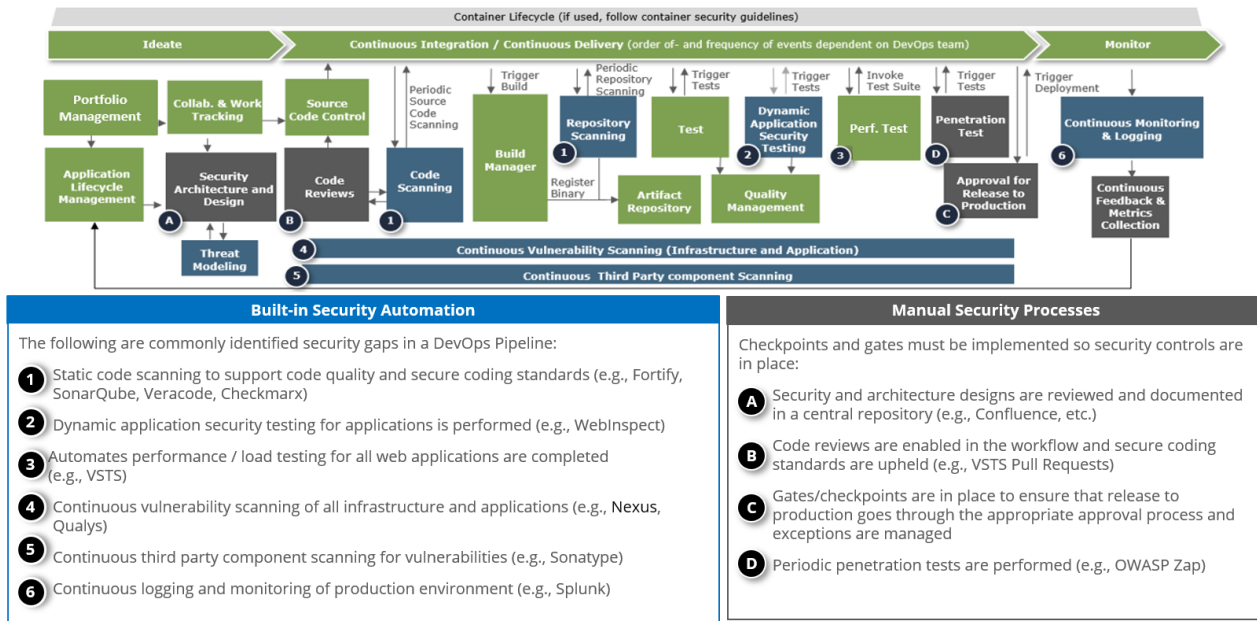 Container Lifecycle (if used, follow container security guidelines)
Ideate
Continuous Integration / Continuous Delivery (order of- and frequency of events dependent on DevOps team)
Monitor
Portfolio
Management
Collab. & Work
Tracking
Source
Code Control
Periodic
Source
Code
Scanning
Trigger
Build
Periodic
Repository
Scanning
Trigger
Tests
Trigger
Tests
Invoke
Test Suite
Trigger
Tests
Trigger
Deployment
Application
Lifecycle
Management
Security
Architecture and
Design
A
Threat
Modeling
Code
Reviews
B
Code
Scanning
1
Build
Manager
Repository
Scanning
1
Register
Binary
Test
Artifact
Repository
Dynamic
Application
Security
Testing
2
Quality
Management
Perf. Test
3
Penetration
Test
D
Approval for
Release to
Production
C
Continuous Monitoring
& Logging
6
Continuous
Feedback &
Metrics
Collection
4
Continuous Vulnerability Scanning (Infrastructure and Application)
5
Continuous Third Party component Scanning
Built-in Security Automation
The following are commonly identified security gaps in a DevOps Pipeline:
1 Static code scanning to support code quality and secure coding standards (e.g., Fortify,
SonarQube, Veracode, Checkmarx)
2 Dynamic application security testing for applications is performed (e.g., WebInspect)
3 Automates performance / load testing for all web applications are completed
(e.g., VSTS)
4 Continuous vulnerability scanning of all infrastructure and applications (e.g., Nexus,
Qualys)
5 Continuous third party component scanning for vulnerabilities (e.g., Sonatype)
6 Continuous logging and monitoring of production environment (e.g., Splunk)
Manual Security Processes
Checkpoints and gates must be implemented so security controls are
in place:
A Security and architecture designs are reviewed and documented
in a central repository (e.g., Confluence, etc.)
B Code reviews are enabled in the workflow and secure coding
standards are upheld (e.g., VSTS Pull Requests)
C Gates/checkpoints are in place to ensure that release to
production goes through the appropriate approval process and
exceptions are managed
D Periodic penetration tests are performed (e.g., OWASP Zap)